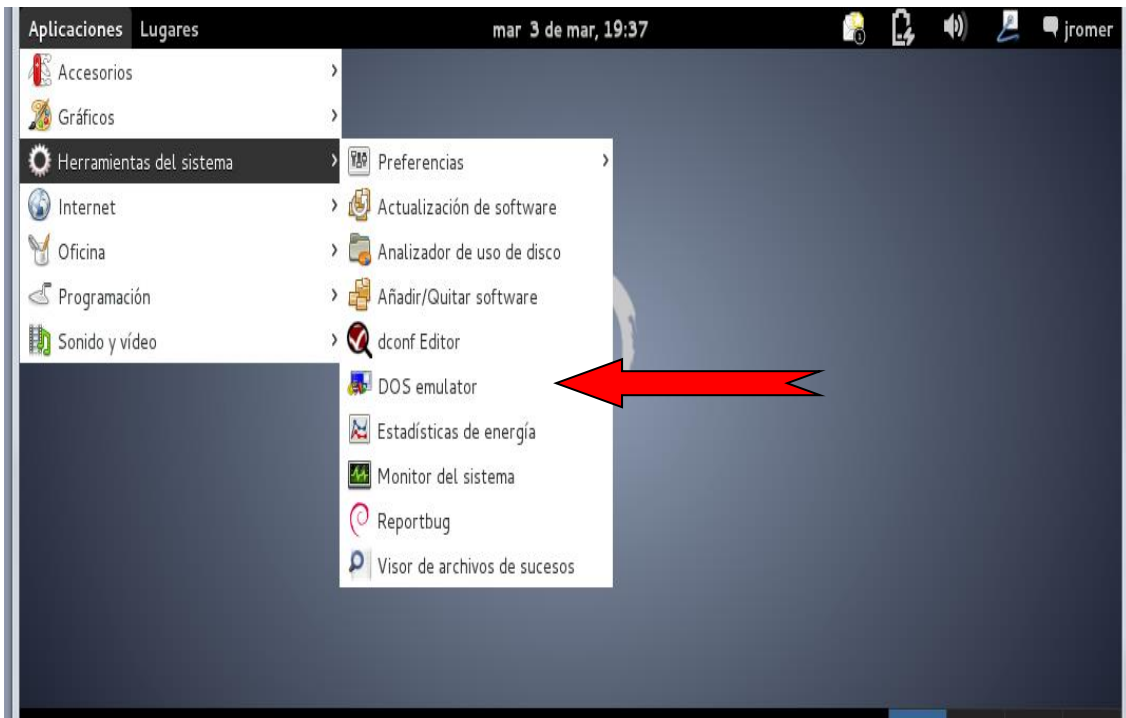 Aplicaciones Lugares mar 3 de mar, 19:37 1 jromer
Accesorios
Gráficos
Herramientas del sistema
Internet
Oficina
Programación
Sonido y vídeo
Preferencias
Actualización de software
Analizador de uso de disco
Añadir/Quitar software
dconf Editor
DOS emulator
Estadísticas de energía
Monitor del sistema
Reportbug
Visor de archivos de sucesos